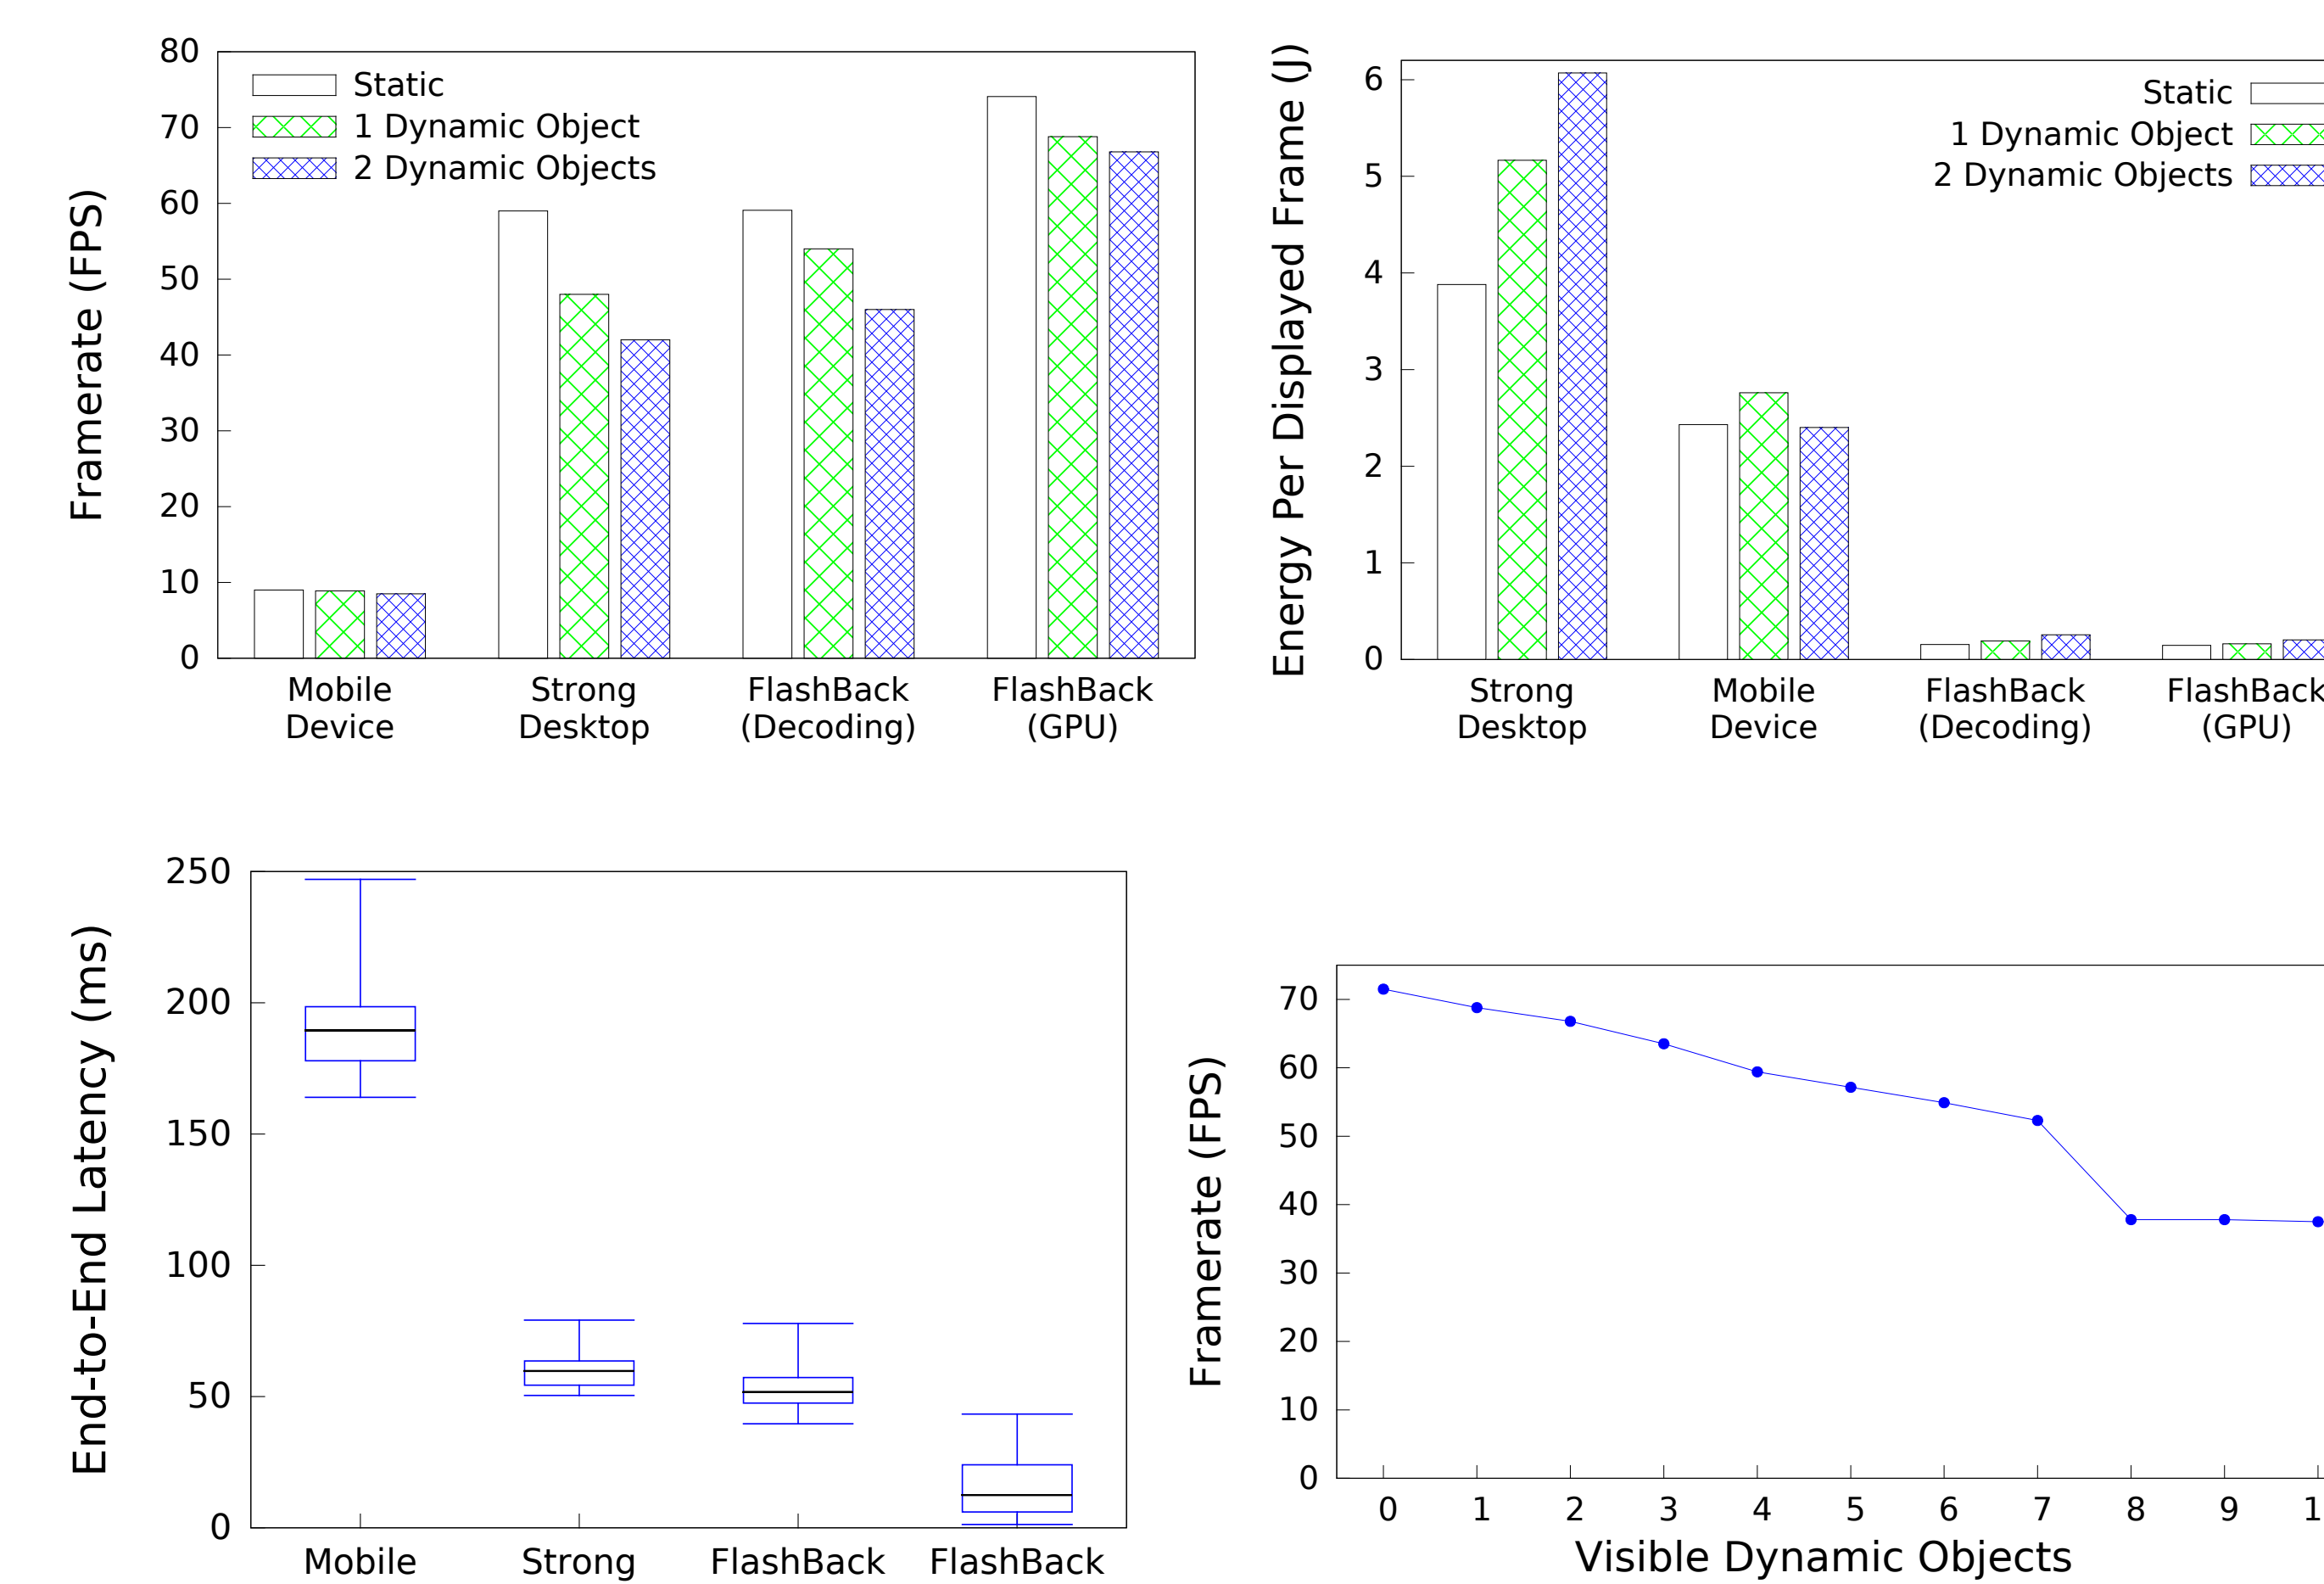 80
70
60
50
40
30
20
10
0
Framerate (FPS)
Static
1 Dynamic Object
2 Dynamic Objects
Mobile Device
Strong Desktop
FlashBack (Decoding)
FlashBack (GPU)
6
5
4
3
2
1
0
Energy Per Displayed Frame (J)
Static
1 Dynamic Object
2 Dynamic Objects
Strong Desktop
Mobile Device
FlashBack (Decoding)
FlashBack (GPU)
250
200
150
100
50
0
End-to-End Latency (ms)
Mobile
Strong
FlashBack
FlashBack
70
60
50
40
30
20
10
0
Framerate (FPS)
0 1 2 3 4 5 6 7 8 9 1
Visible Dynamic Objects